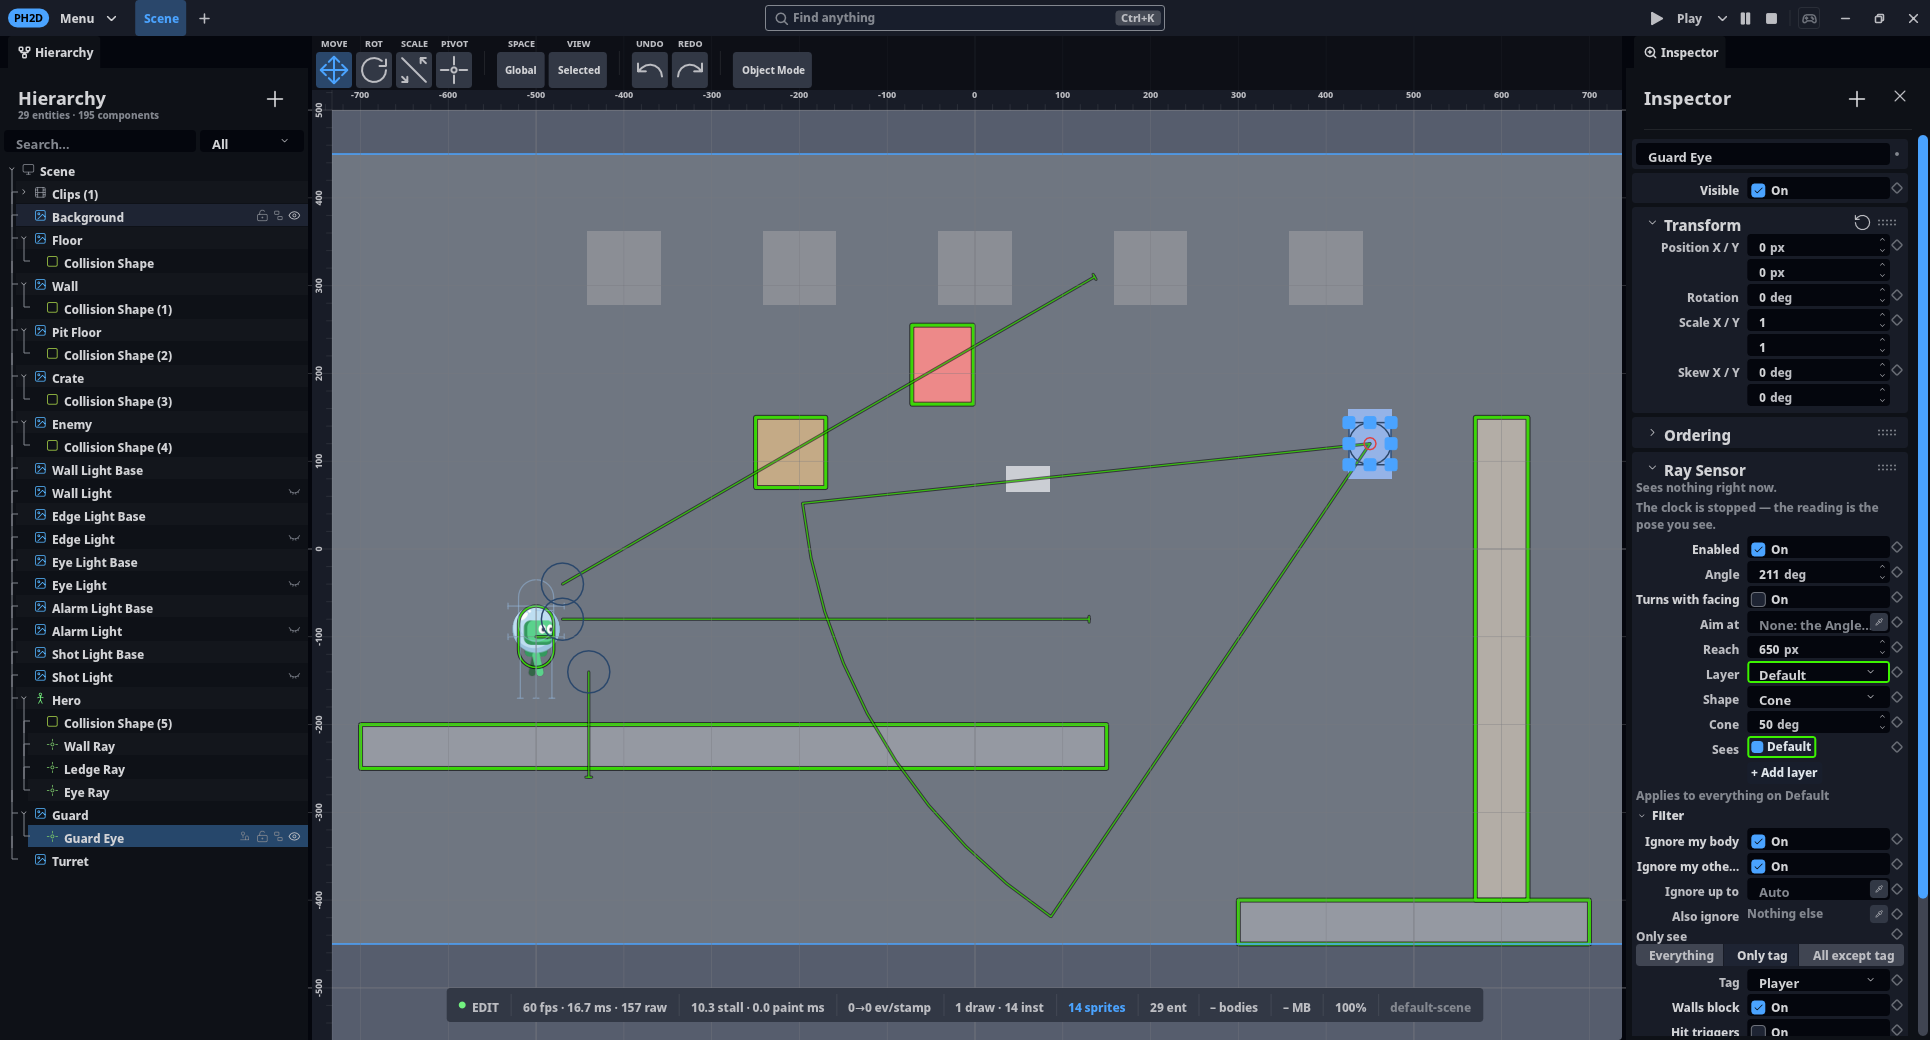 PH2D Menu Scene Find anything Ctrl+K Play
Hierarchy
Hierarchy
29 entities · 195 components
Search... All
Scene
Clips (1)
Background
Floor
Collision Shape
Wall
Collision Shape (1)
Pit Floor
Collision Shape (2)
Crate
Collision Shape (3)
Enemy
Collision Shape (4)
Wall Light Base
Wall Light
Edge Light Base
Edge Light
Eye Light Base
Eye Light
Alarm Light Base
Alarm Light
Shot Light Base
Shot Light
Hero
Collision Shape (5)
Wall Ray
Ledge Ray
Eye Ray
Guard
Guard Eye
Turret
MOVE ROT SCALE PIVOT SPACE VIEW UNDO REDO
Global Selected Object Mode
-700 -600 -500 -400 -300 -200 -100 0 100 200 300 400 500 600 700
500
400
300
200
100
0
-100
-200
-300
-400
-500
EDIT 60 fps · 16.7 ms · 157 raw 10.3 stall · 0.0 paint ms 0→0 ev/stamp 1 draw · 14 inst 14 sprites 29 ent – bodies – MB 100% default-scene
Inspector
Inspector
Guard Eye
Visible On
Transform
Position X / Y 0 px
0 px
Rotation 0 deg
Scale X / Y 1
1
Skew X / Y 0 deg
0 deg
Ordering
Ray Sensor
Sees nothing right now.
The clock is stopped — the reading is the
pose you see.
Enabled On
Angle 211 deg
Turns with facing On
Aim at None: the Angle...
Reach 650 px
Layer Default
Shape Cone
Cone 50 deg
Sees Default
+ Add layer
Applies to everything on Default
Filter
Ignore my body On
Ignore my othe... On
Ignore up to Auto
Also ignore Nothing else
Only see
Everything Only tag All except tag
Tag Player
Walls block On
Hit triggers On